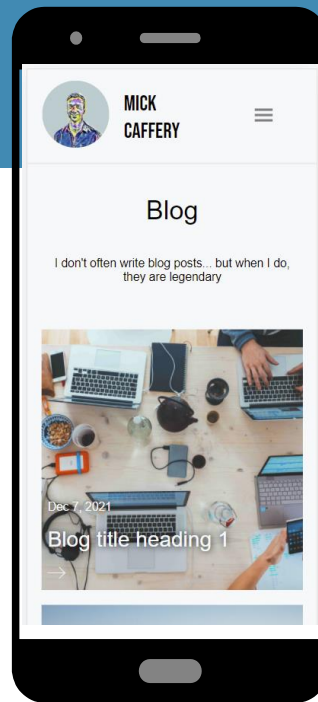 MICK
CAFFERY
Blog
I don't often write blog posts... but when I do,
they are legendary
Dec 7, 2021
Blog title heading 1